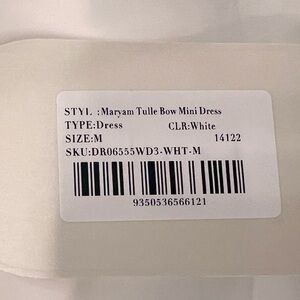 STYL :Maryam Tulle Bow Mini Dress
TYPE:Dress CLR:White
SIZE:M 14122
SKU:DR06555WD3-WHT-M
9350536566121